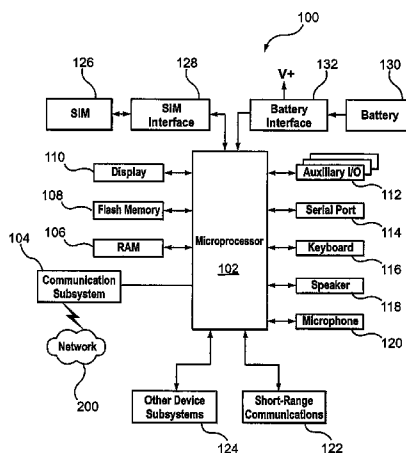 100
126
128
V+
132
130
SIM
SIM
Interface
Battery
Interface
Battery
110
Display
Auxiliary I/O
112
108
Flash Memory
Serial Port
114
104
106
RAM
Microprocessor
102
Keyboard
116
Communication
Subsystem
Speaker
118
Network
200
Microphone
120
Other Device
Subsystems
124
Short-Range
Communications
122